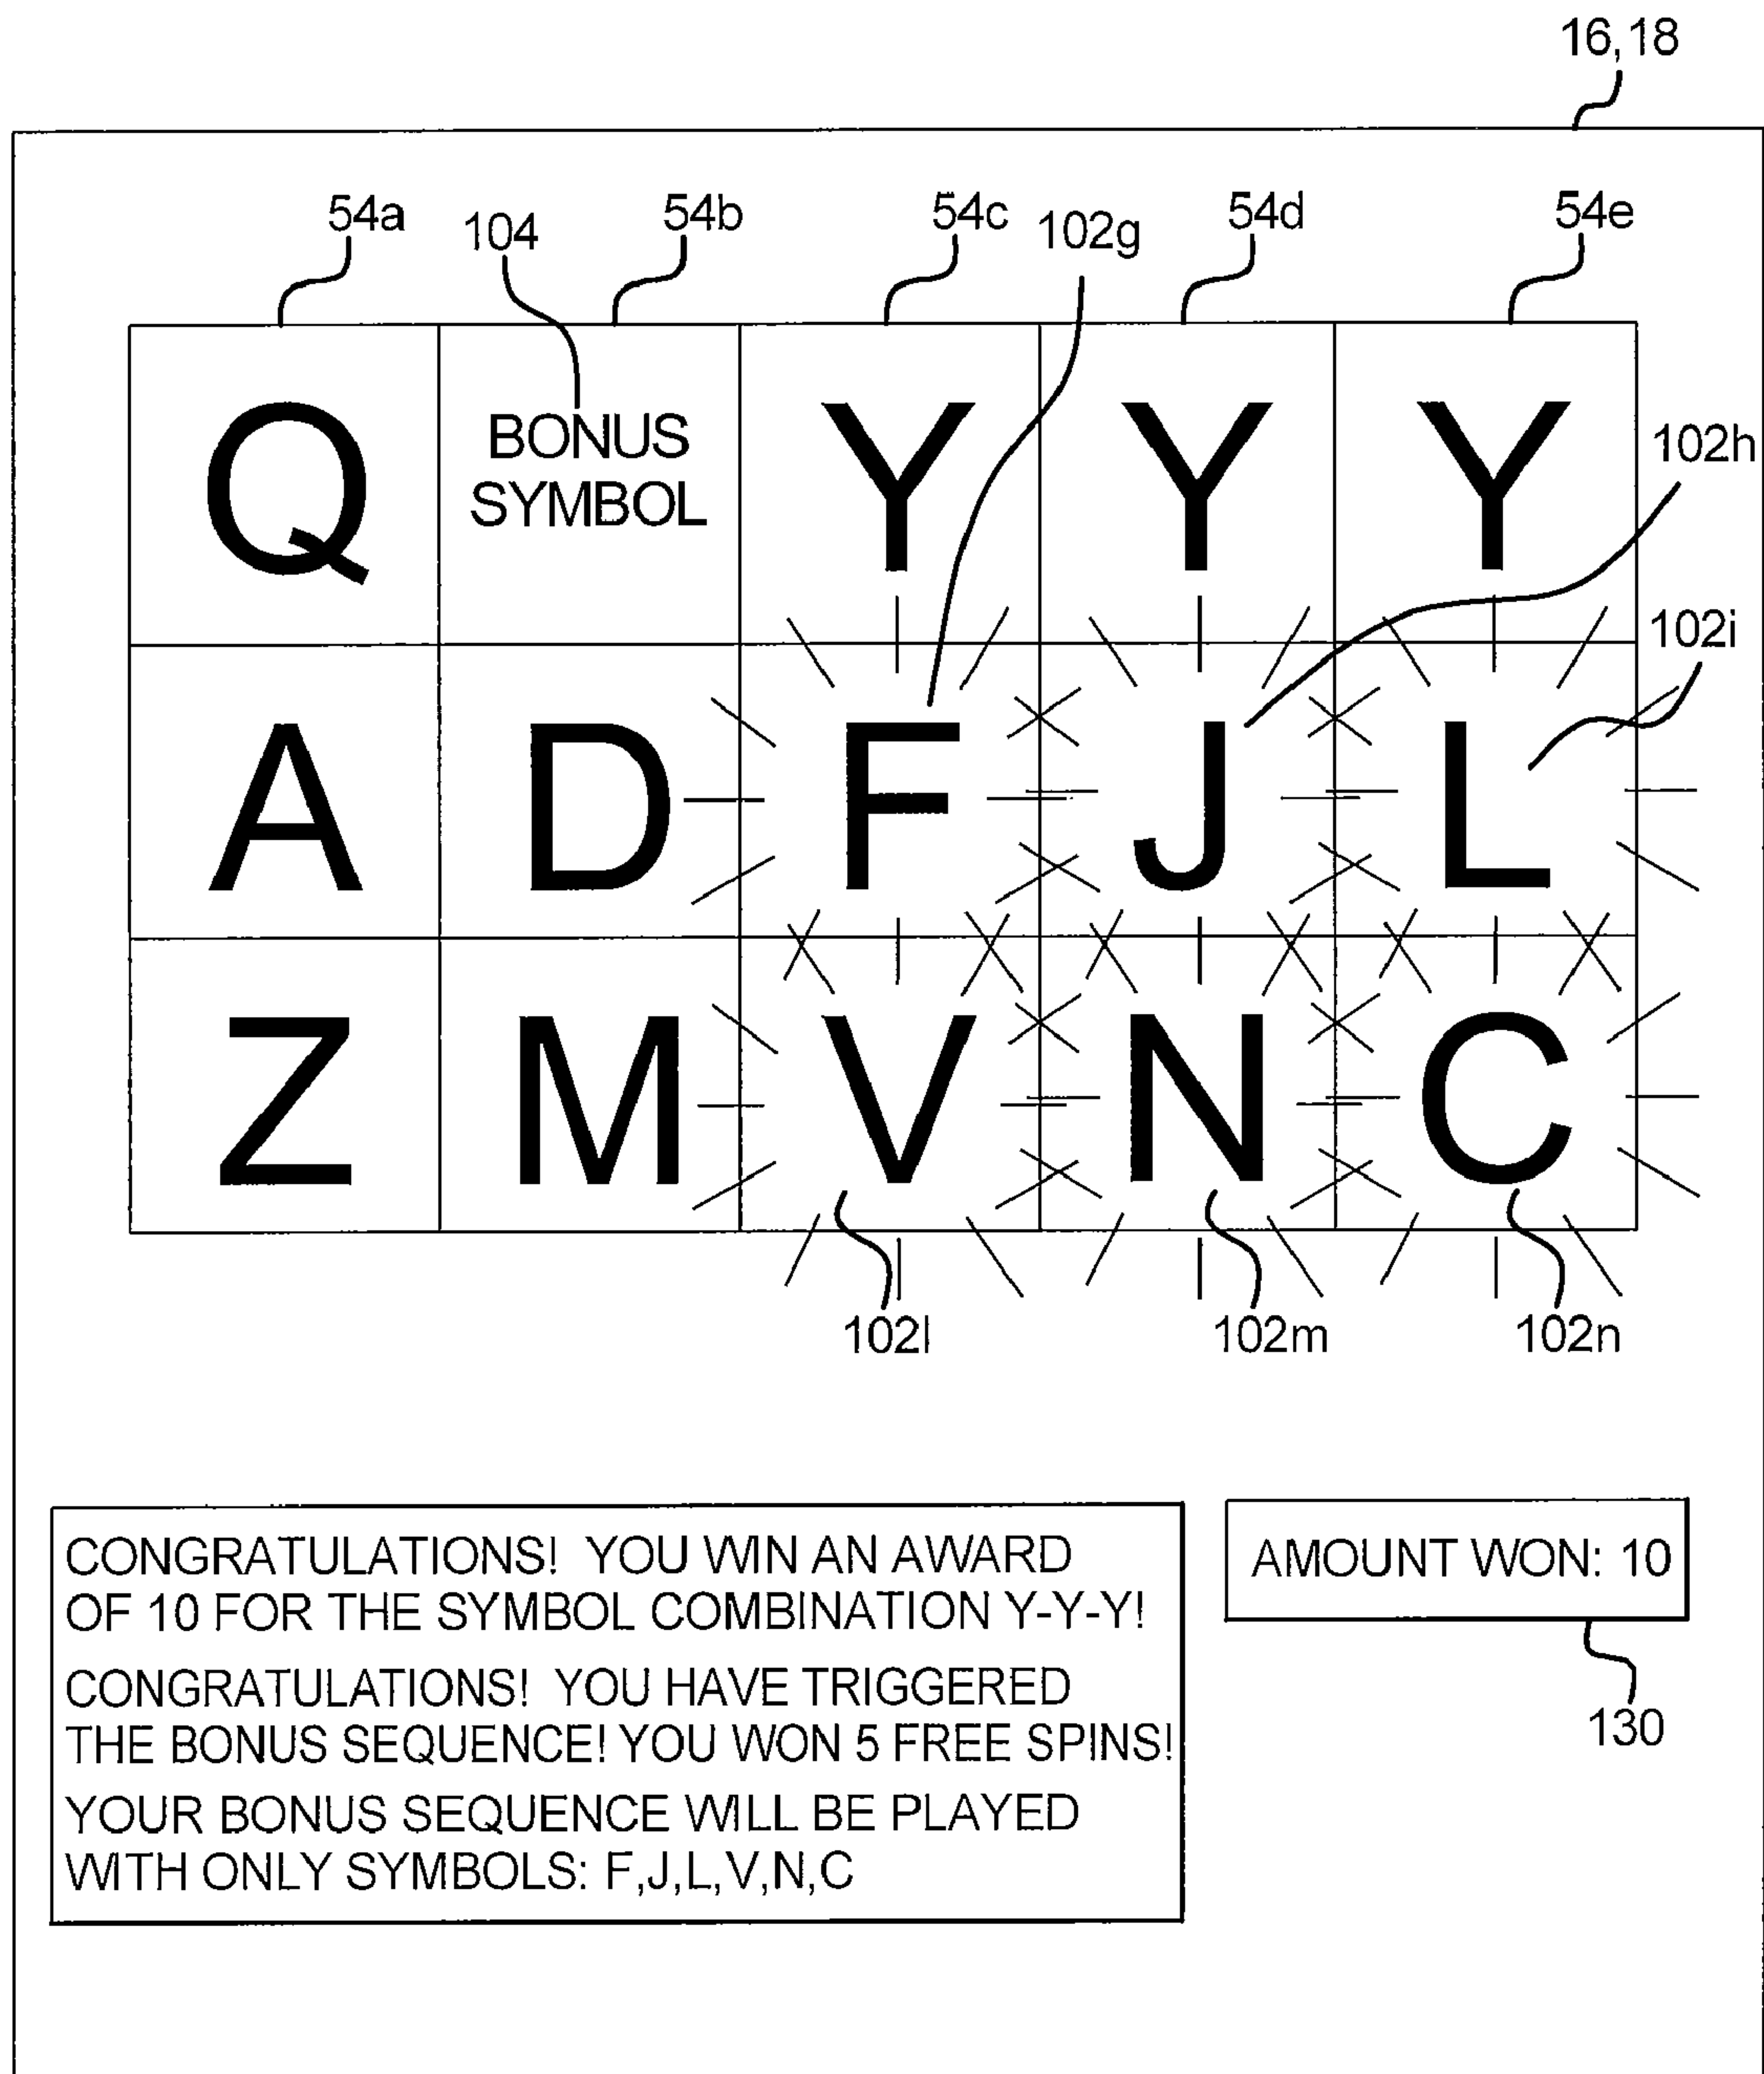 16,18
54a 104 54b 54c 102g 54d 54e
Q BONUS SYMBOL Y Y Y
102h
102i
A D F J L
Z M V N C
102l 102m 102n
CONGRATULATIONS! YOU WIN AN AWARD
OF 10 FOR THE SYMBOL COMBINATION Y-Y-Y!
CONGRATULATIONS! YOU HAVE TRIGGERED
THE BONUS SEQUENCE! YOU WON 5 FREE SPINS!
YOUR BONUS SEQUENCE WILL BE PLAYED
WITH ONLY SYMBOLS: F,J,L,V,N,C
AMOUNT WON: 10
130